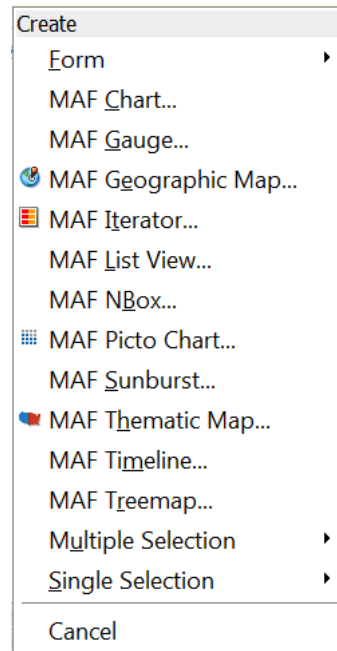 Create
Form
MAF Chart...
MAF Gauge...
MAF Geographic Map...
MAF Iterator...
MAF List View...
MAF NBox...
MAF Picto Chart...
MAF Sunburst...
MAF Thematic Map...
MAF Timeline...
MAF Treemap...
Multiple Selection
Single Selection
Cancel